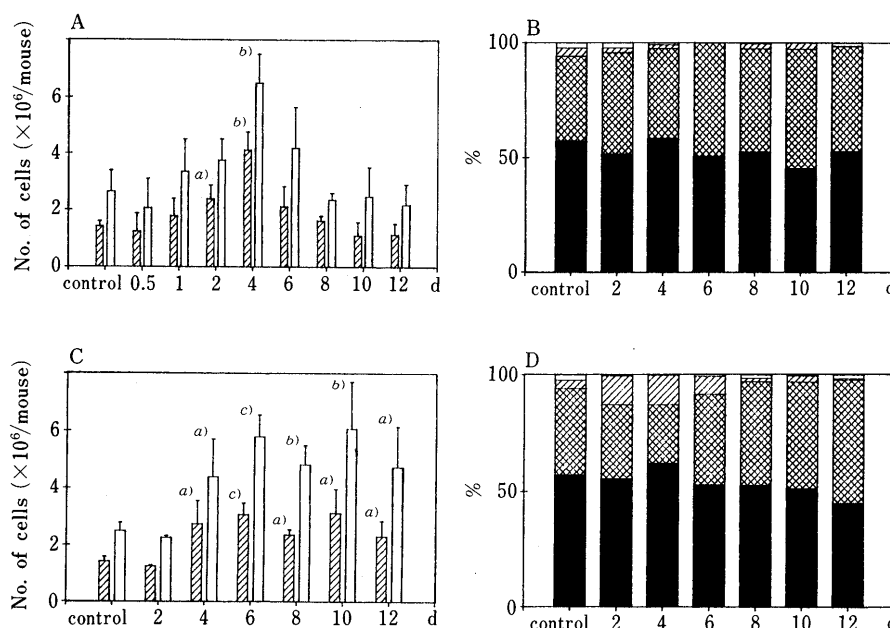 A
No. of cells (×10⁶/mouse)
6
4
2
0
a)
b)
b)
control 0.5 1 2 4 6 8 10 12 d
B
%
100
50
0
control 2 4 6 8 10 12
C
No. of cells (×10⁶/mouse)
6
4
2
0
a)
a)
c)
c)
a)
b)
a)
b)
a)
a)
control 2 4 6 8 10 12 d
D
%
100
50
0
control 2 4 6 8 10 12